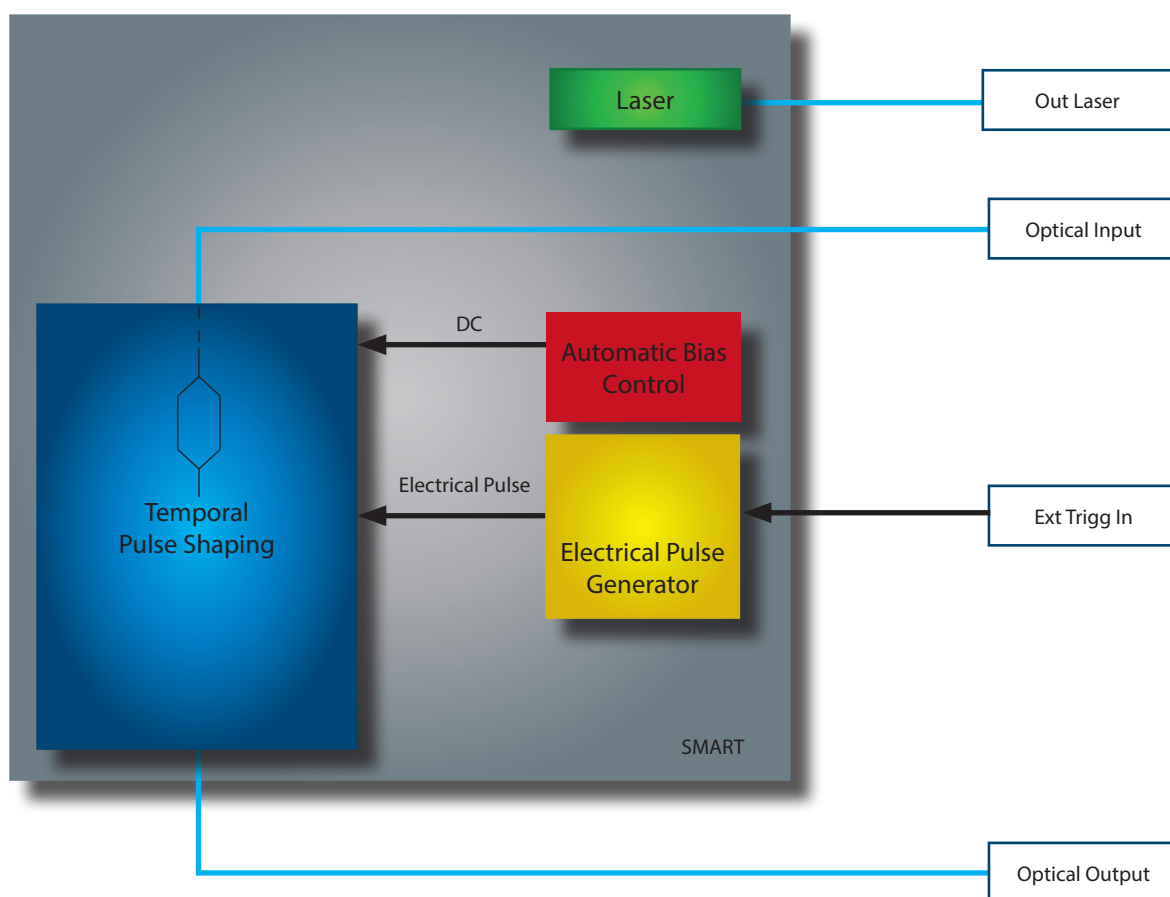 Laser
Out Laser
Optical Input
DC
Automatic Bias
Control
Electrical Pulse
Ext Trigg In
Temporal
Pulse Shaping
Electrical Pulse
Generator
SMART
Optical Output